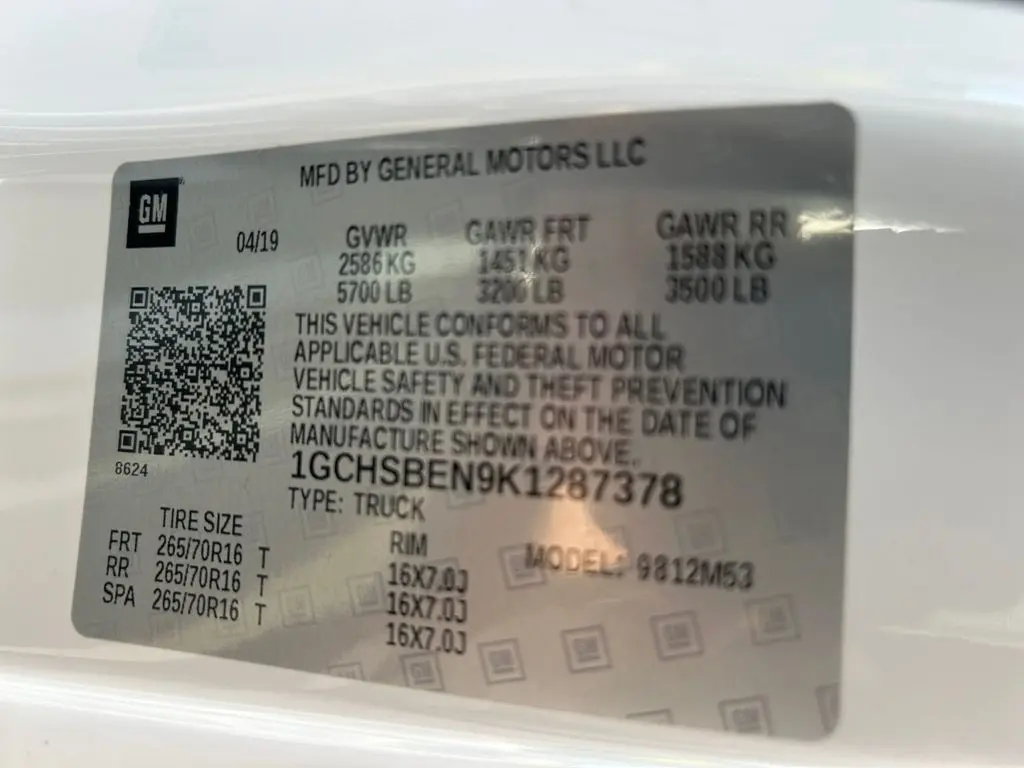 MFD BY GENERAL MOTORS LLC
GM
04/19
GVWR GAWR FRT GAWR RR
2586 KG 1451 KG 1588 KG
5700 LB 3200 LB 3500 LB
THIS VEHICLE CONFORMS TO ALL
APPLICABLE U.S. FEDERAL MOTOR
VEHICLE SAFETY AND THEFT PREVENTION
STANDARDS IN EFFECT ON THE DATE OF
MANUFACTURE SHOWN ABOVE.
8624
1GCHSBEN9K1287378
TYPE: TRUCK
TIRE SIZE RIM MODEL: 9812M53
FRT 265/70R16 T 16X7.0J
RR 265/70R16 T 16X7.0J
SPA 265/70R16 T 16X7.0J